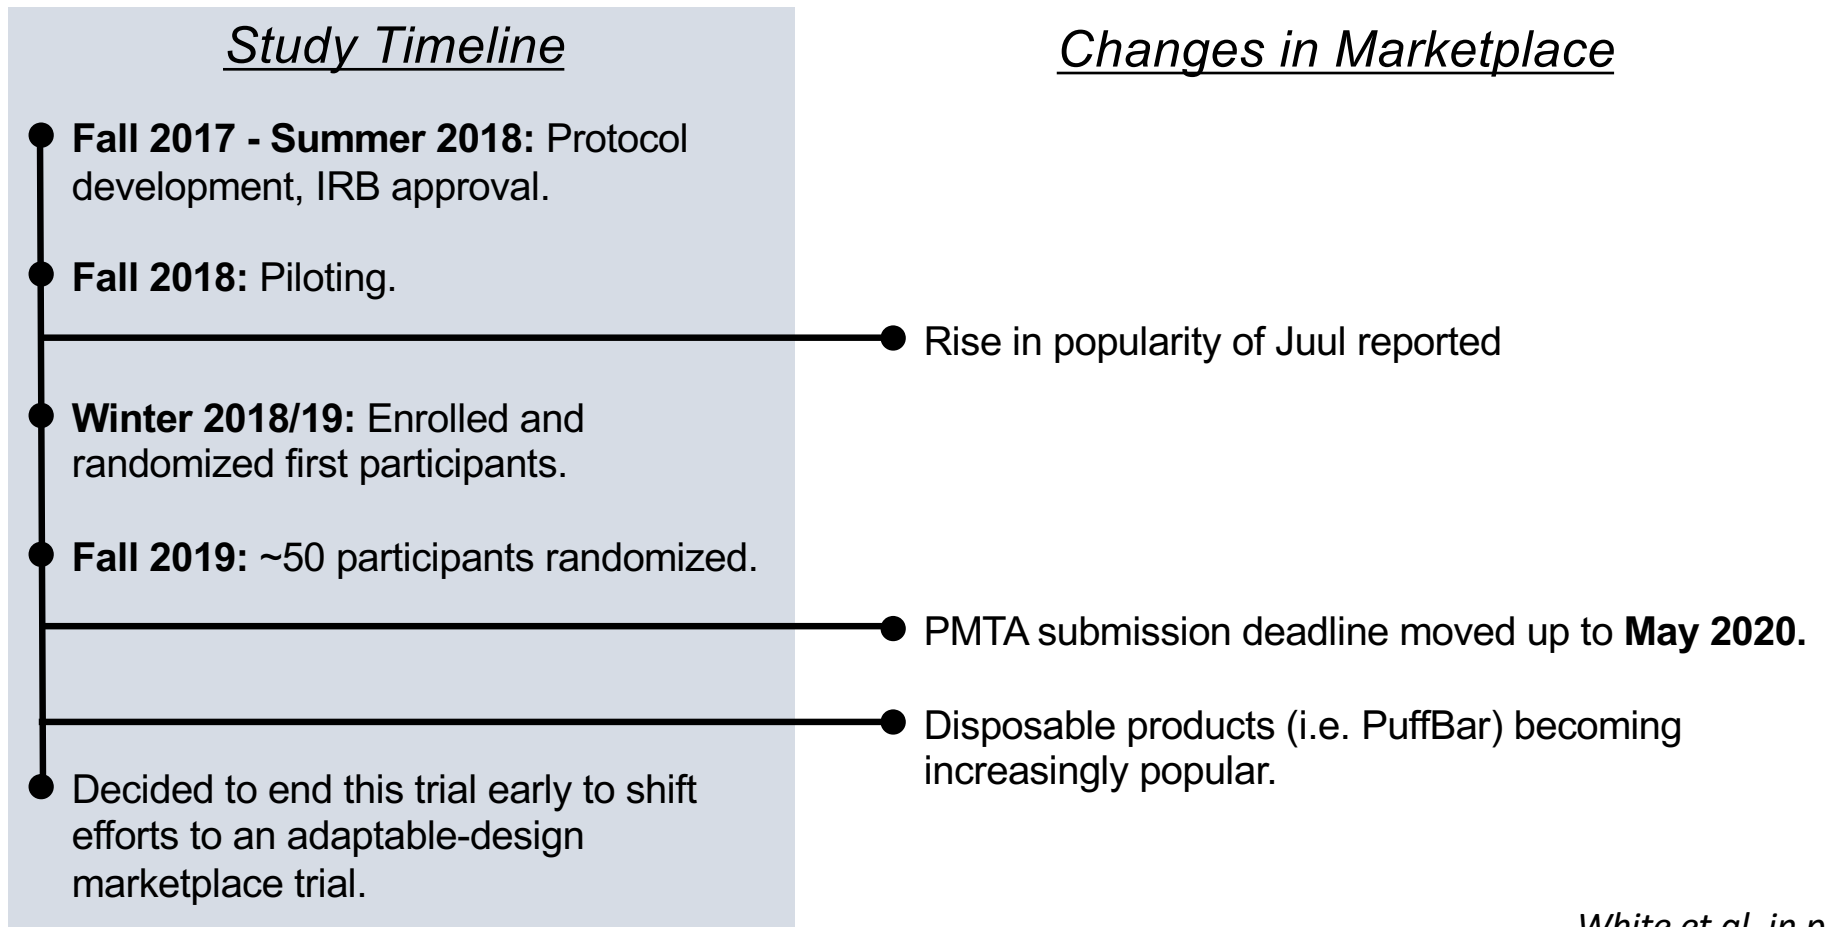 Study Timeline
Changes in Marketplace
Fall 2017 - Summer 2018: Protocol
development, IRB approval.
Fall 2018: Piloting.
Rise in popularity of Juul reported
Winter 2018/19: Enrolled and
randomized first participants.
Fall 2019: ~50 participants randomized.
PMTA submission deadline moved up to May 2020.
Disposable products (i.e. PuffBar) becoming
increasingly popular.
Decided to end this trial early to shift
efforts to an adaptable-design
marketplace trial.
White et al. in